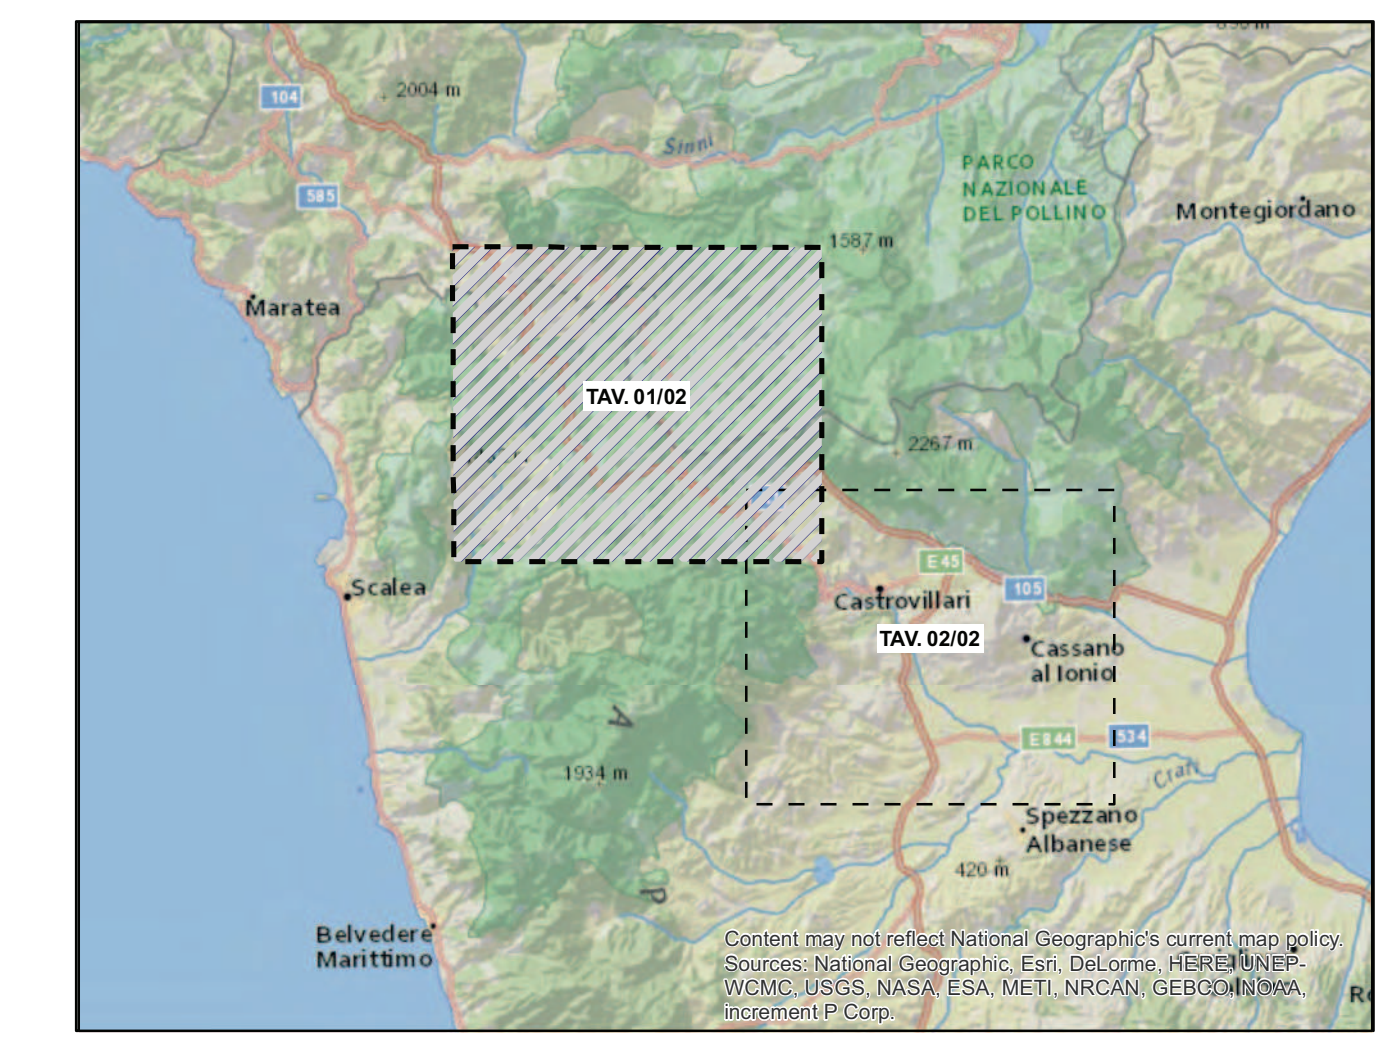 104
2004 m
Sinni
585
PARCO
NAZIONALE
DEL POLLINO
Montegiordano
1587 m
Maratea
TAV. 01/02
2267 m
E 45
105
Scalea
Castrovillari
TAV. 02/02
Cassano
al Ionio
E 844
534
Crati
A
1934 m
Spezzano
Albanese
420 m
P
Belvedere
Marittimo
Content may not reflect National Geographic's current map policy.
Sources: National Geographic, Esri, DeLorme, HERE, UNEP-
WCMC, USGS, NASA, ESA, METI, NRCAN, GEBCO, NOAA,
increment P Corp.